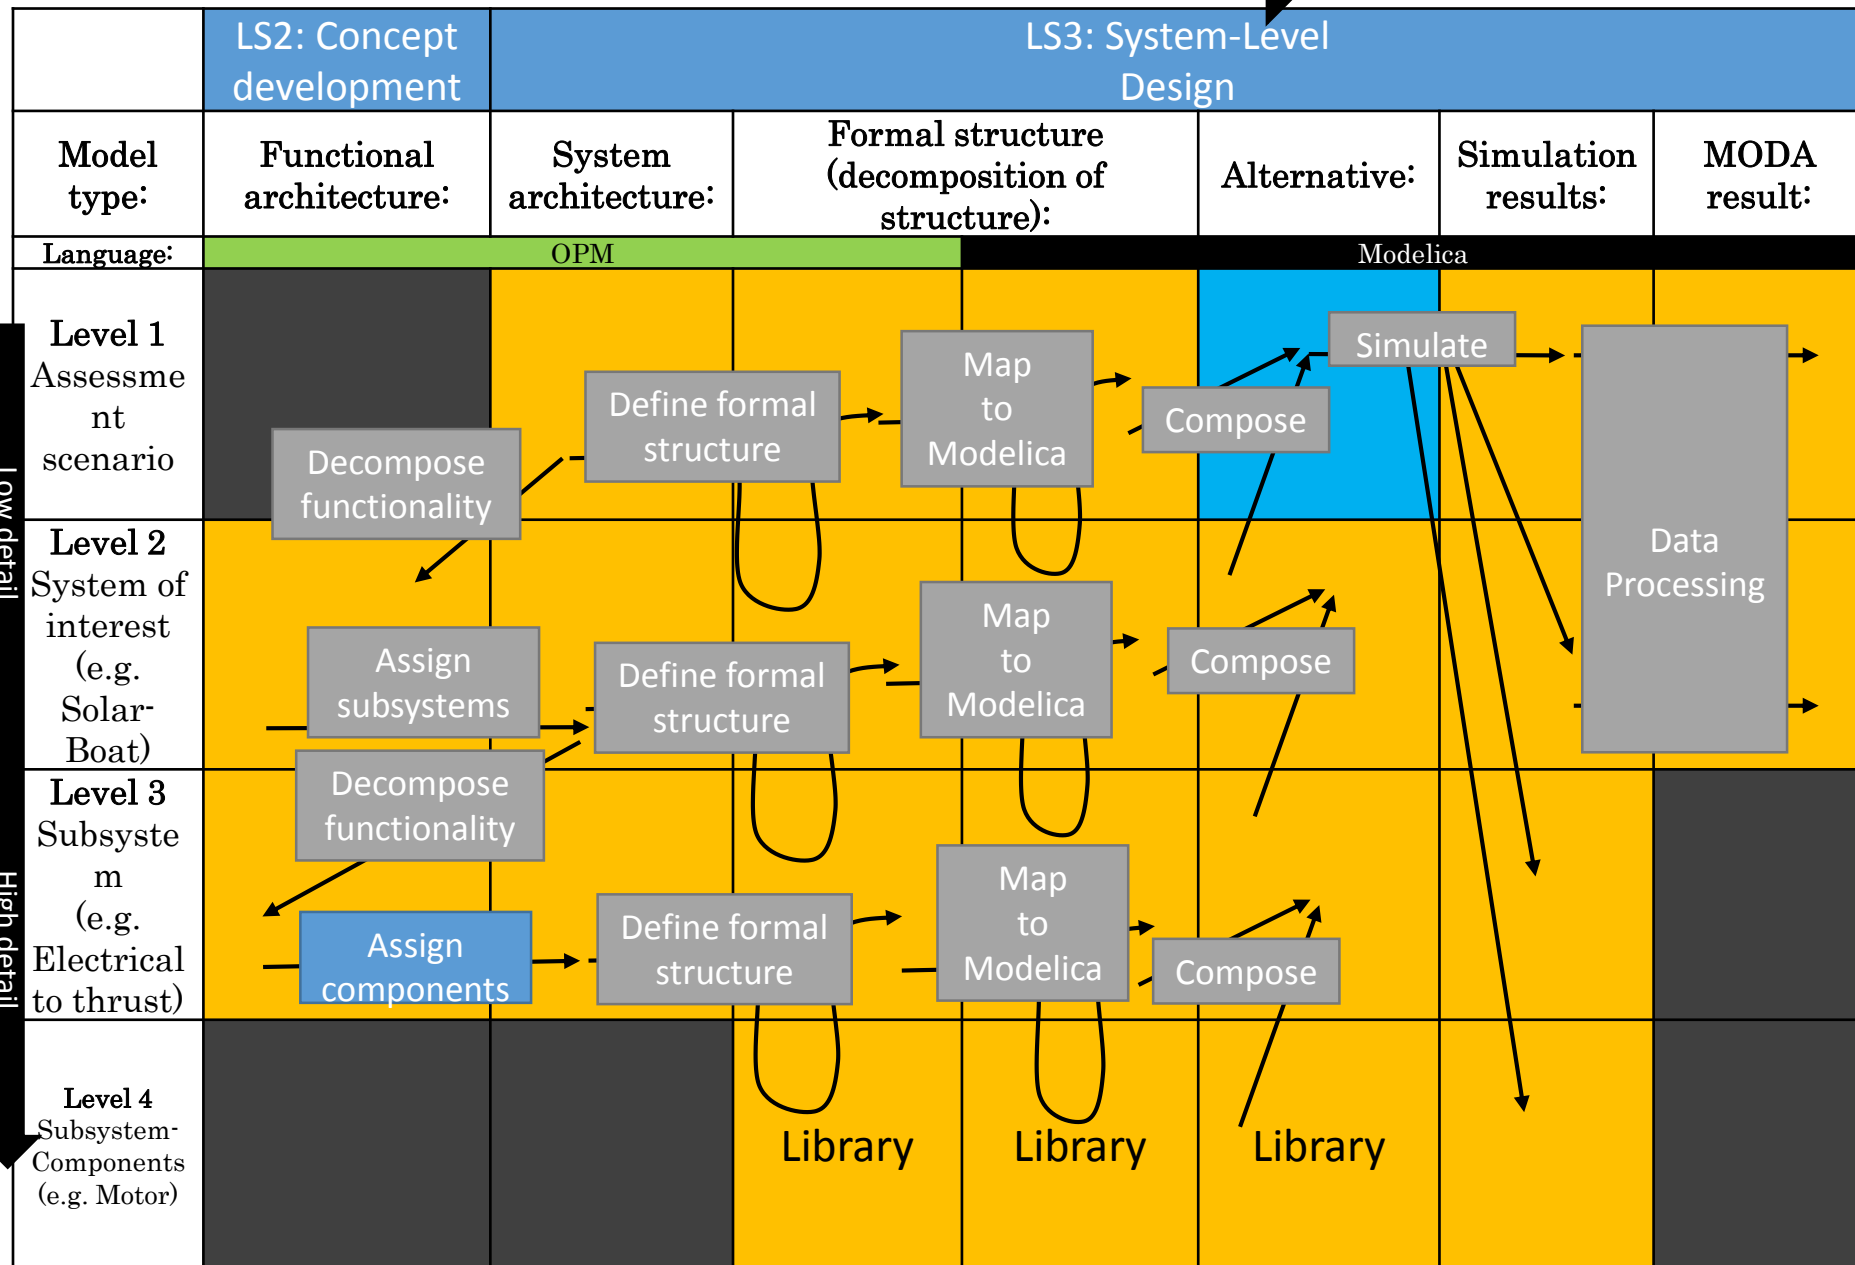 LS2: Concept
development
LS3: System-Level
Design
Model
type:
Functional
architecture:
System
architecture:
Formal structure
(decomposition of
structure):
Alternative:
Simulation
results:
MODA
result:
Language:
OPM
Modelica
Low detail
High detail
Level 1
Assessme
nt
scenario
Decompose
functionality
Define formal
structure
Map
to
Modelica
Compose
Simulate
Data
Processing
Level 2
System of
interest
(e.g.
Solar-
Boat)
Assign
subsystems
Define formal
structure
Map
to
Modelica
Compose
Decompose
functionality
Level 3
Subsyste
m
(e.g.
Electrical
to thrust)
Assign
components
Define formal
structure
Map
to
Modelica
Compose
Level 4
Subsystem-
Components
(e.g. Motor)
Library
Library
Library